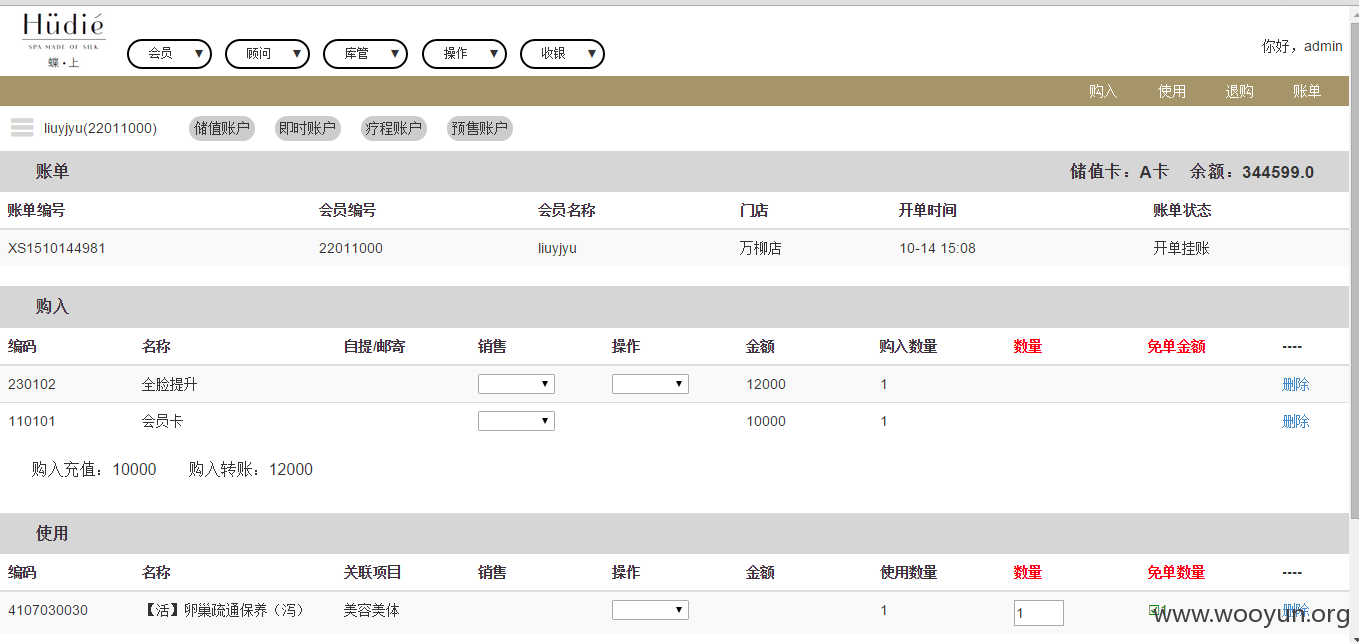 Hüdié
SPA MADE OF SILK
蝶·上
会员 ▼ 顾问 ▼ 库管 ▼ 操作 ▼ 收银 ▼
你好，admin
购入 使用 退购 账单
liuyjyu(22011000) 储值账户 即时账户 疗程账户 预售账户
账单 储值卡：A卡 余额：344599.0
账单编号 会员编号 会员名称 门店 开单时间 账单状态
XS1510144981 22011000 liuyjyu 万柳店 10-14 15:08 开单挂账
购入
编码 名称 自提/邮寄 销售 操作 金额 购入数量 数量 免单金额 ----
230102 全脸提升 12000 1 删除
110101 会员卡 10000 1 删除
购入充值：10000 购入转账：12000
使用
编码 名称 关联项目 销售 操作 金额 使用数量 数量 免单数量 ----
4107030030 【活】卵巢疏通保养（泻） 美容美体 1 1 删除
www.wooyun.org